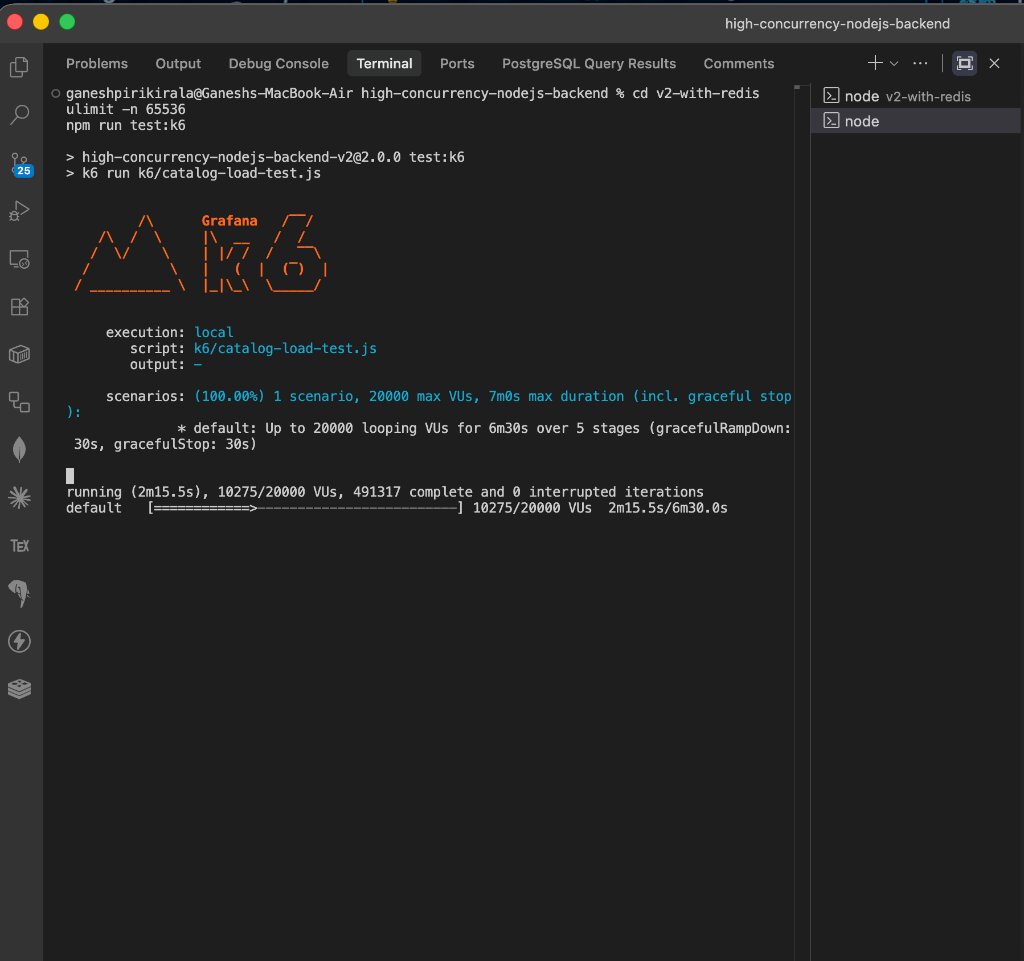 high-concurrency-nodejs-backend
Problems Output Debug Console Terminal Ports PostgreSQL Query Results Comments
ganeshpirikirala@Ganeshs-MacBook-Air high-concurrency-nodejs-backend % cd v2-with-redis
ulimit -n 65536
npm run test:k6
> high-concurrency-nodejs-backend-v2@2.0.0 test:k6
> k6 run k6/catalog-load-test.js
Grafana
k6
execution: local
script: k6/catalog-load-test.js
output: -
scenarios: (100.00%) 1 scenario, 20000 max VUs, 7m0s max duration (incl. graceful stop
):
* default: Up to 20000 looping VUs for 6m30s over 5 stages (gracefulRampDown:
30s, gracefulStop: 30s)
running (2m15.5s), 10275/20000 VUs, 491317 complete and 0 interrupted iterations
default [============>--------------------------] 10275/20000 VUs 2m15.5s/6m30.0s
node v2-with-redis
node
25
TEX